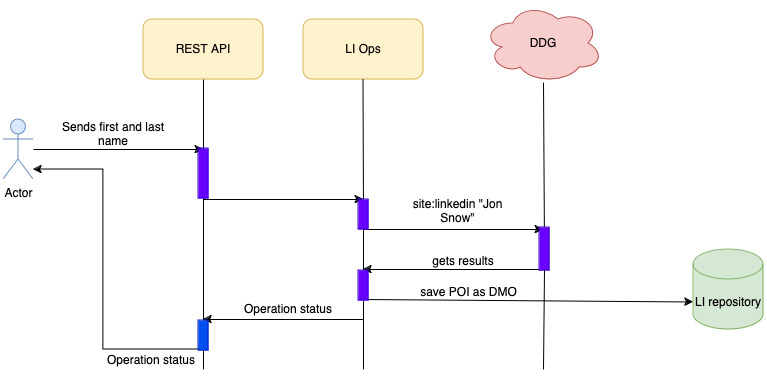 REST API
LI Ops
DDG
Sends first and last
name
Actor
site:linkedin "Jon
Snow"
gets results
save POI as DMO
LI repository
Operation status
Operation status